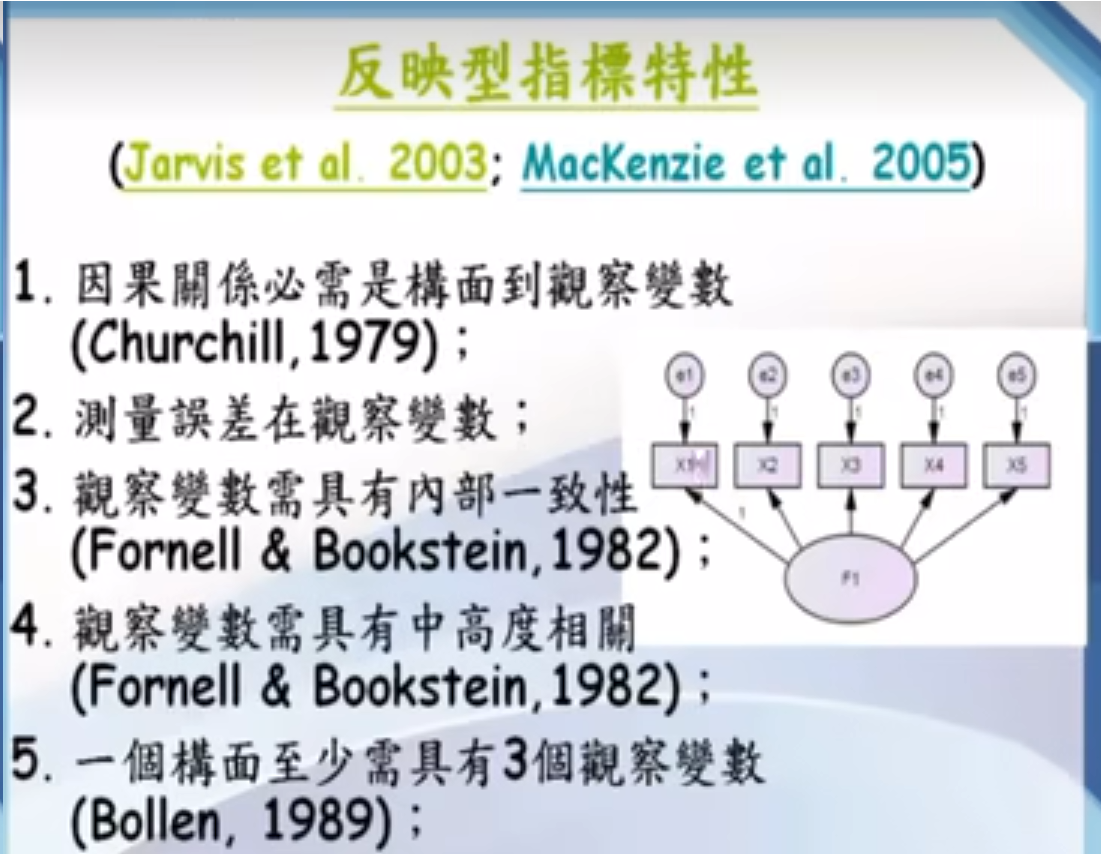 反映型指標特性
(Jarvis et al. 2003; MacKenzie et al. 2005)
1. 因果關係必需是構面到觀察變數
(Churchill,1979)；
2. 測量誤差在觀察變數；
3. 觀察變數需具有內部一致性
(Fornell & Bookstein,1982)；
4. 觀察變數需具有中高度相關
(Fornell & Bookstein,1982)；
5. 一個構面至少需具有3個觀察變數
(Bollen, 1989)；
e1 e2 e3 e4 e5
1 1 1 1 1
X1 X2 X3 X4 X5
1
F1